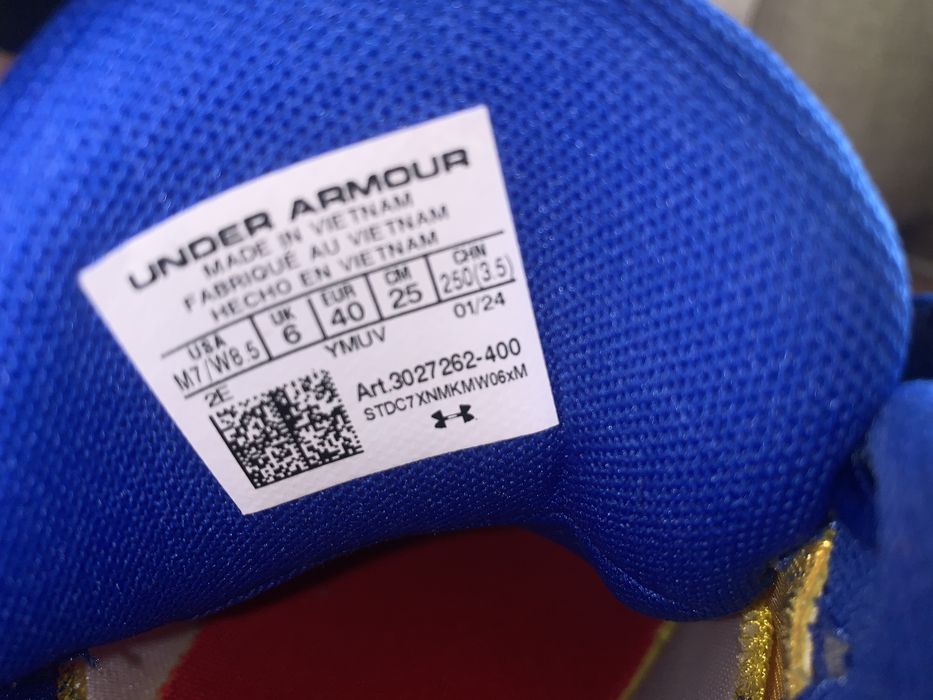 UNDER ARMOUR
MADE IN VIETNAM
FABRIQUÉ AU VIETNAM
HECHO EN VIETNAM
USA UK EUR CM CHN
M7/W8.5 6 40 25 250(3.5)
2E YMUV 01/24
Art.3027262-400
STDC7XNMKMW06xM